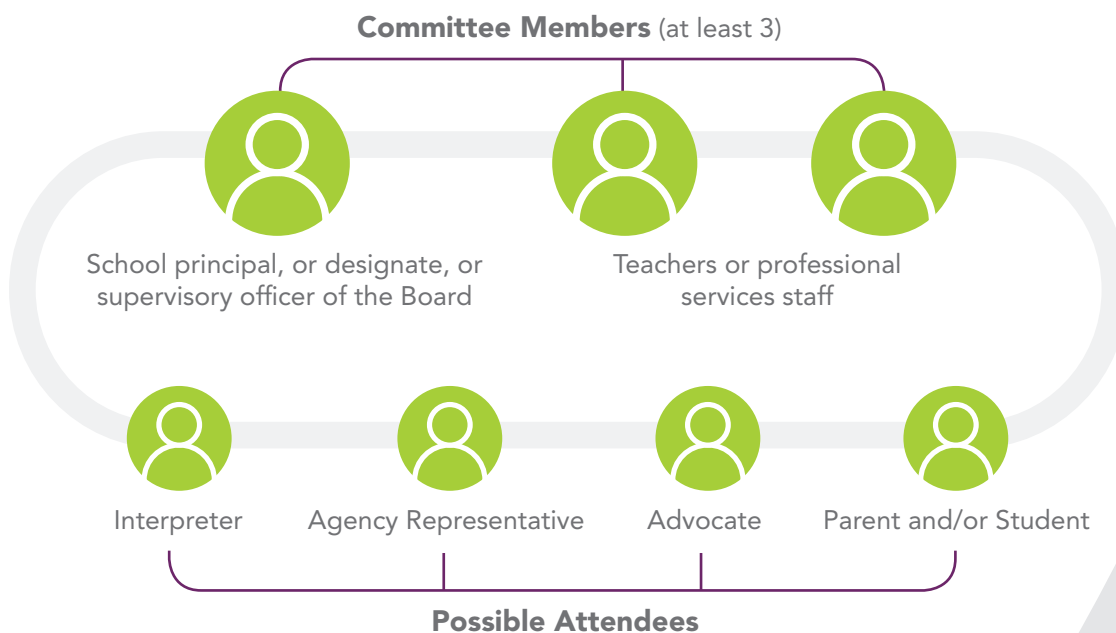 Committee Members (at least 3)
School principal, or designate, or
supervisory officer of the Board
Teachers or professional
services staff
Interpreter
Agency Representative
Advocate
Parent and/or Student
Possible Attendees